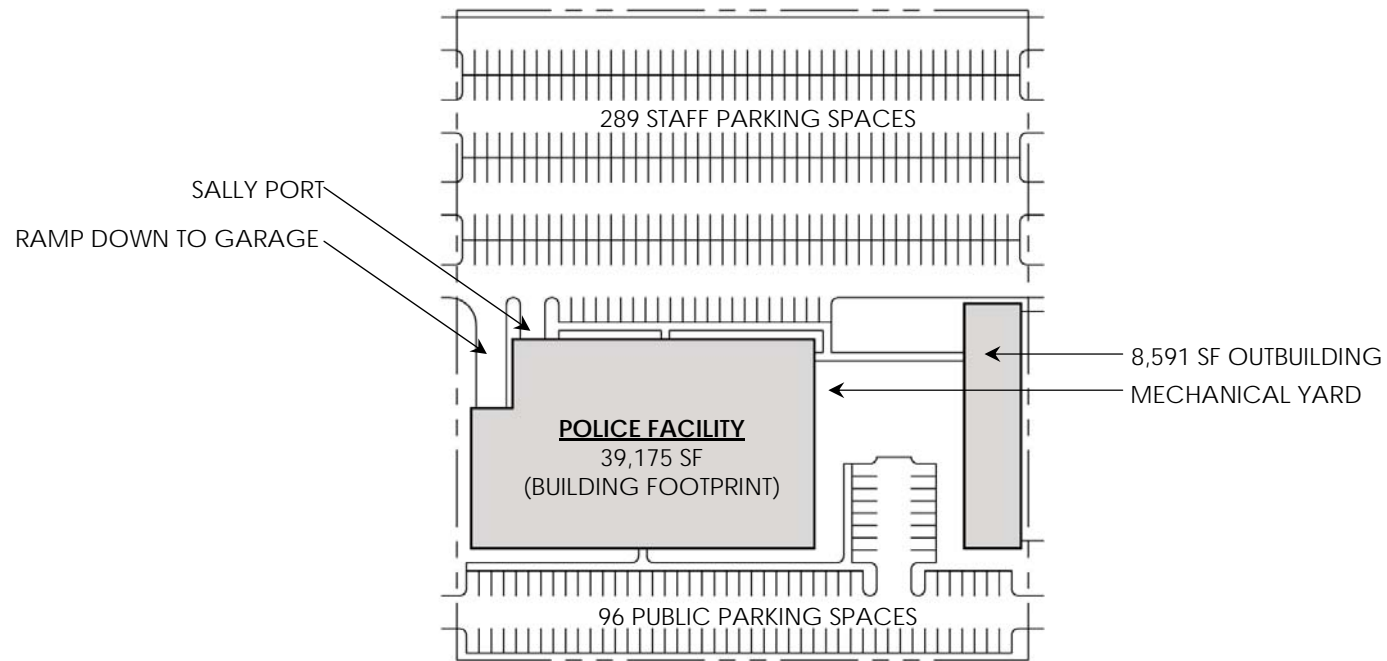 289 STAFF PARKING SPACES
SALLY PORT
RAMP DOWN TO GARAGE
8,591 SF OUTBUILDING
MECHANICAL YARD
POLICE FACILITY
39,175 SF
(BUILDING FOOTPRINT)
96 PUBLIC PARKING SPACES